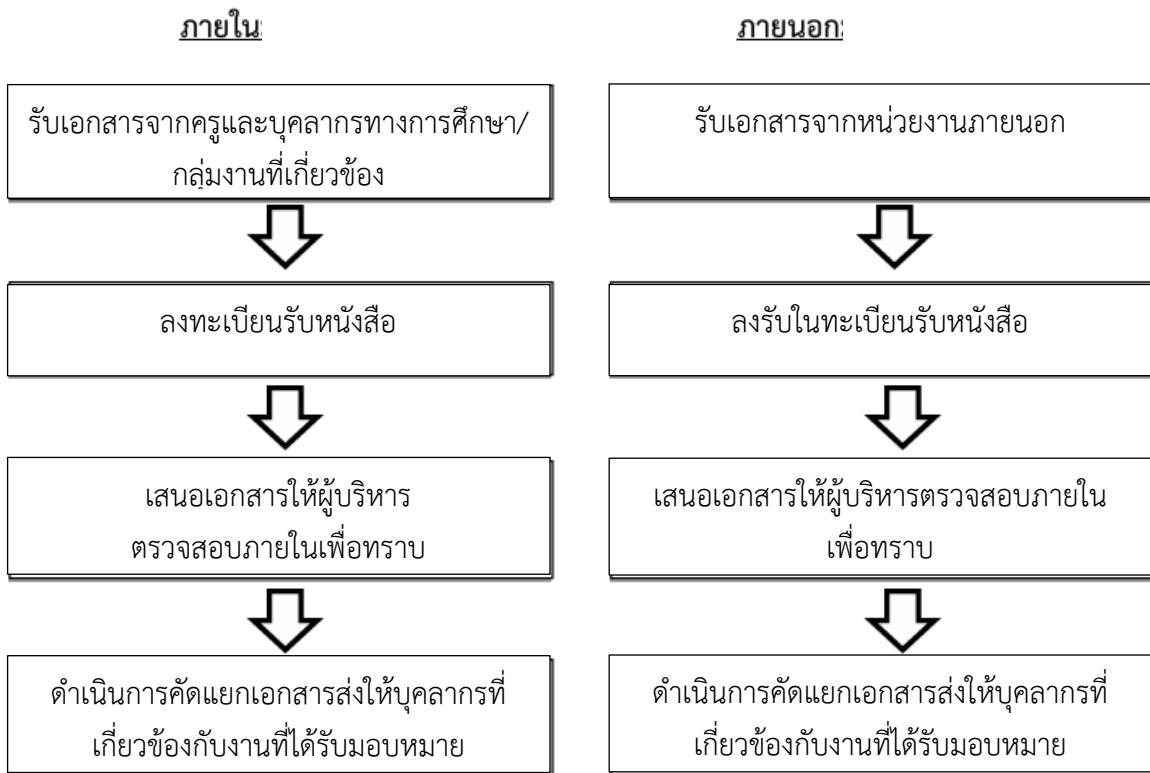 ภายใน:
รับเอกสารจากครูและบุคลากรทางการศึกษา/
กลุ่มงานที่เกี่ยวข้อง
ลงทะเบียนรับหนังสือ
เสนอเอกสารให้ผู้บริหาร
ตรวจสอบภายในเพื่อทราบ
ดำเนินการคัดแยกเอกสารส่งให้บุคลากรที่
เกี่ยวข้องกับงานที่ได้รับมอบหมาย
ภายนอก:
รับเอกสารจากหน่วยงานภายนอก
ลงรับในทะเบียนรับหนังสือ
เสนอเอกสารให้ผู้บริหารตรวจสอบภายใน
เพื่อทราบ
ดำเนินการคัดแยกเอกสารส่งให้บุคลากรที่
เกี่ยวข้องกับงานที่ได้รับมอบหมาย